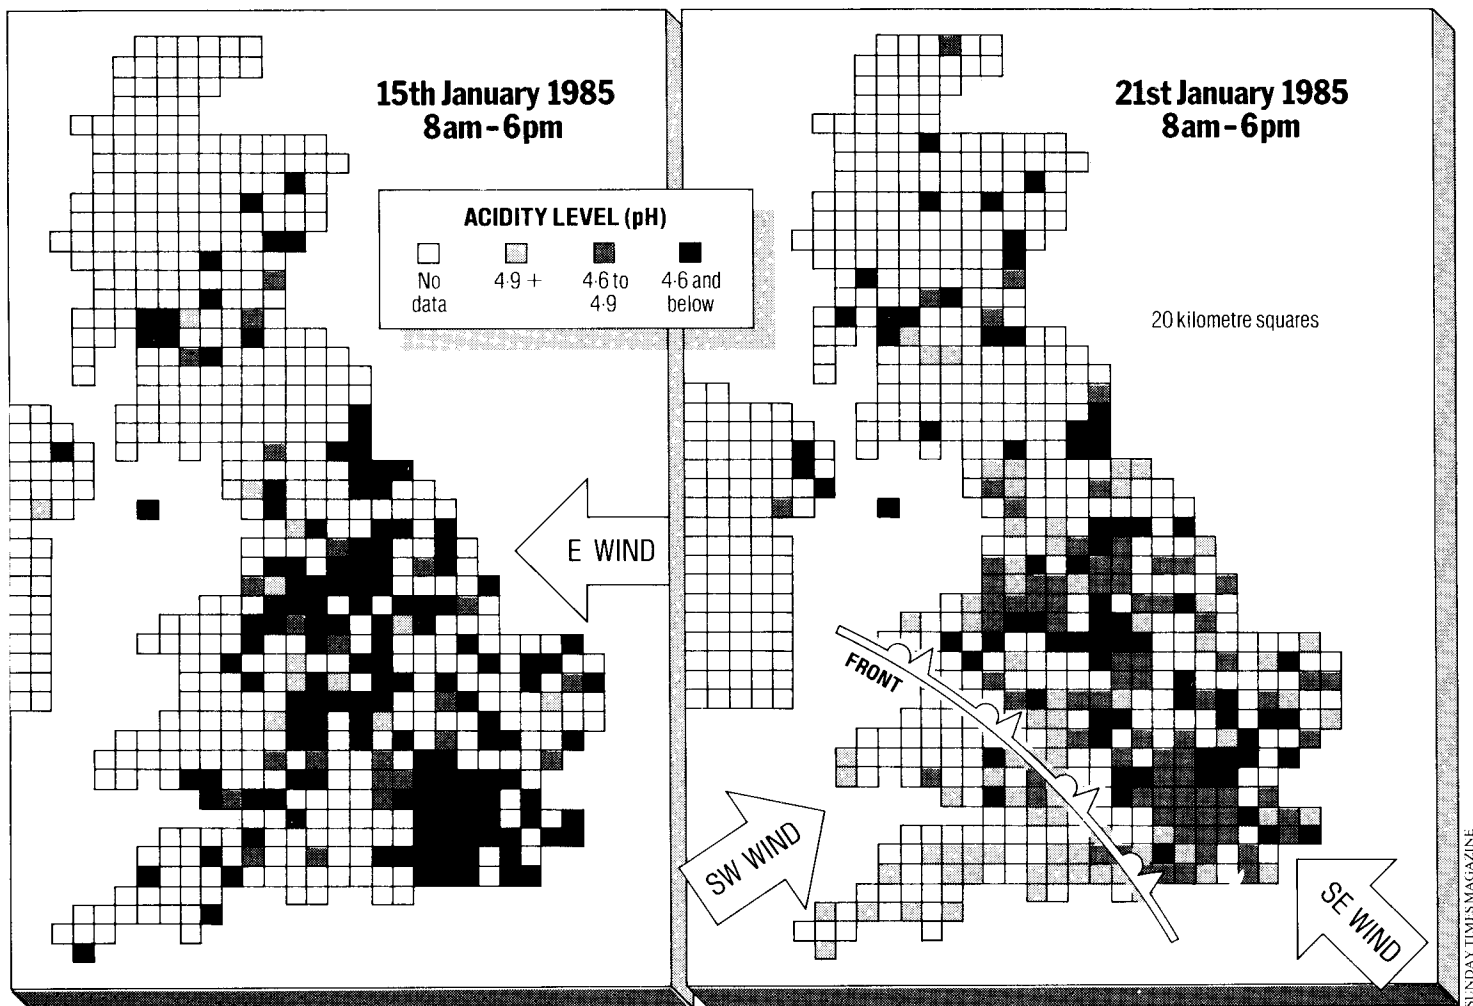 15th January 1985
8am–6pm
21st January 1985
8am–6pm
ACIDITY LEVEL (pH)
No
data
4·9 +
4·6 to
4·9
4·6 and
below
20 kilometre squares
E WIND
FRONT
SW WIND
SE WIND
SUNDAY TIMES MAGAZINE